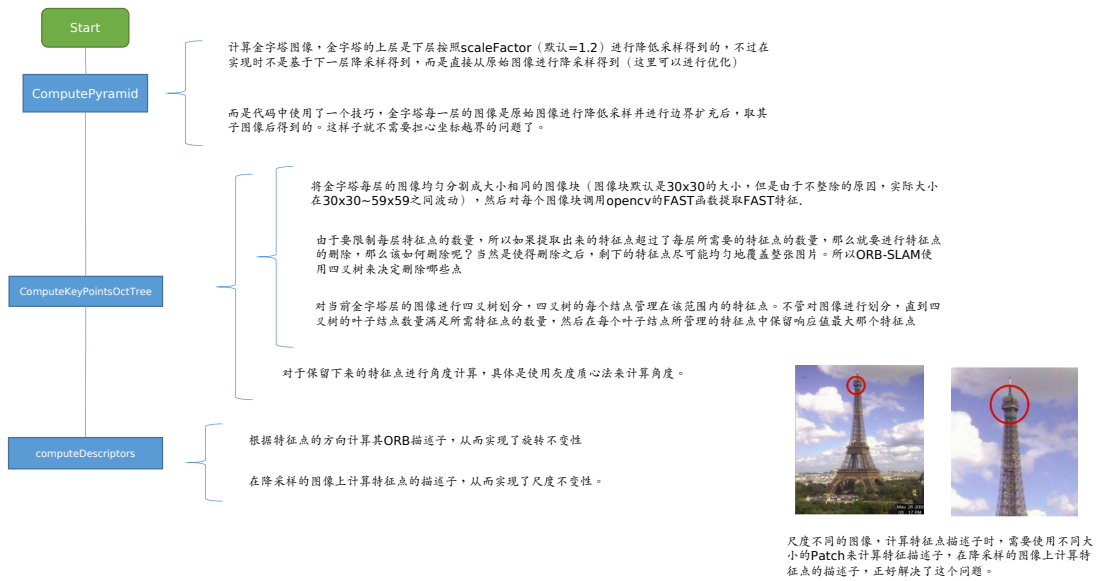 Start
ComputePyramid
计算金字塔图像，金字塔的上层是下层按照scaleFactor（默认=1.2）进行降低采样得到的，不过在
实现时不是基于下一层降采样得到，而是直接从原始图像进行降采样得到（这里可以进行优化）
而是代码中使用了一个技巧，金字塔每一层的图像是原始图像进行降低采样并进行边界扩充后，取其
子图像后得到的。这样子就不需要担心坐标越界的问题了。
ComputeKeyPointsOctTree
将金字塔每层的图像均匀分割成大小相同的图像块（图像块默认是30x30的大小，但是由于不整除的原因，实际大小
在30x30~59x59之间波动），然后对每个图像块调用opencv的FAST函数提取FAST特征.
由于要限制每层特征点的数量，所以如果提取出来的特征点超过了每层所需要的特征点的数量，那么就要进行特征点
的删除，那么该如何删除呢？当然是使得删除之后，剩下的特征点尽可能均匀地覆盖整张图片。所以ORB-SLAM使
用四叉树来决定删除哪些点
对当前金字塔层的图像进行四叉树划分，四叉树的每个结点管理在该范围内的特征点。不管对图像进行划分，直到四
叉树的叶子结点数量满足所需特征点的数量，然后在每个叶子结点所管理的特征点中保留响应值最大那个特征点
对于保留下来的特征点进行角度计算，具体是使用灰度质心法来计算角度。
computeDescriptors
根据特征点的方向计算其ORB描述子，从而实现了旋转不变性
在降采样的图像上计算特征点的描述子，从而实现了尺度不变性。
May 28 200
05 : 17 PM
尺度不同的图像，计算特征点描述子时，需要使用不同大
小的Patch来计算特征描述子，在降采样的图像上计算特
征点的描述子，正好解决了这个问题。